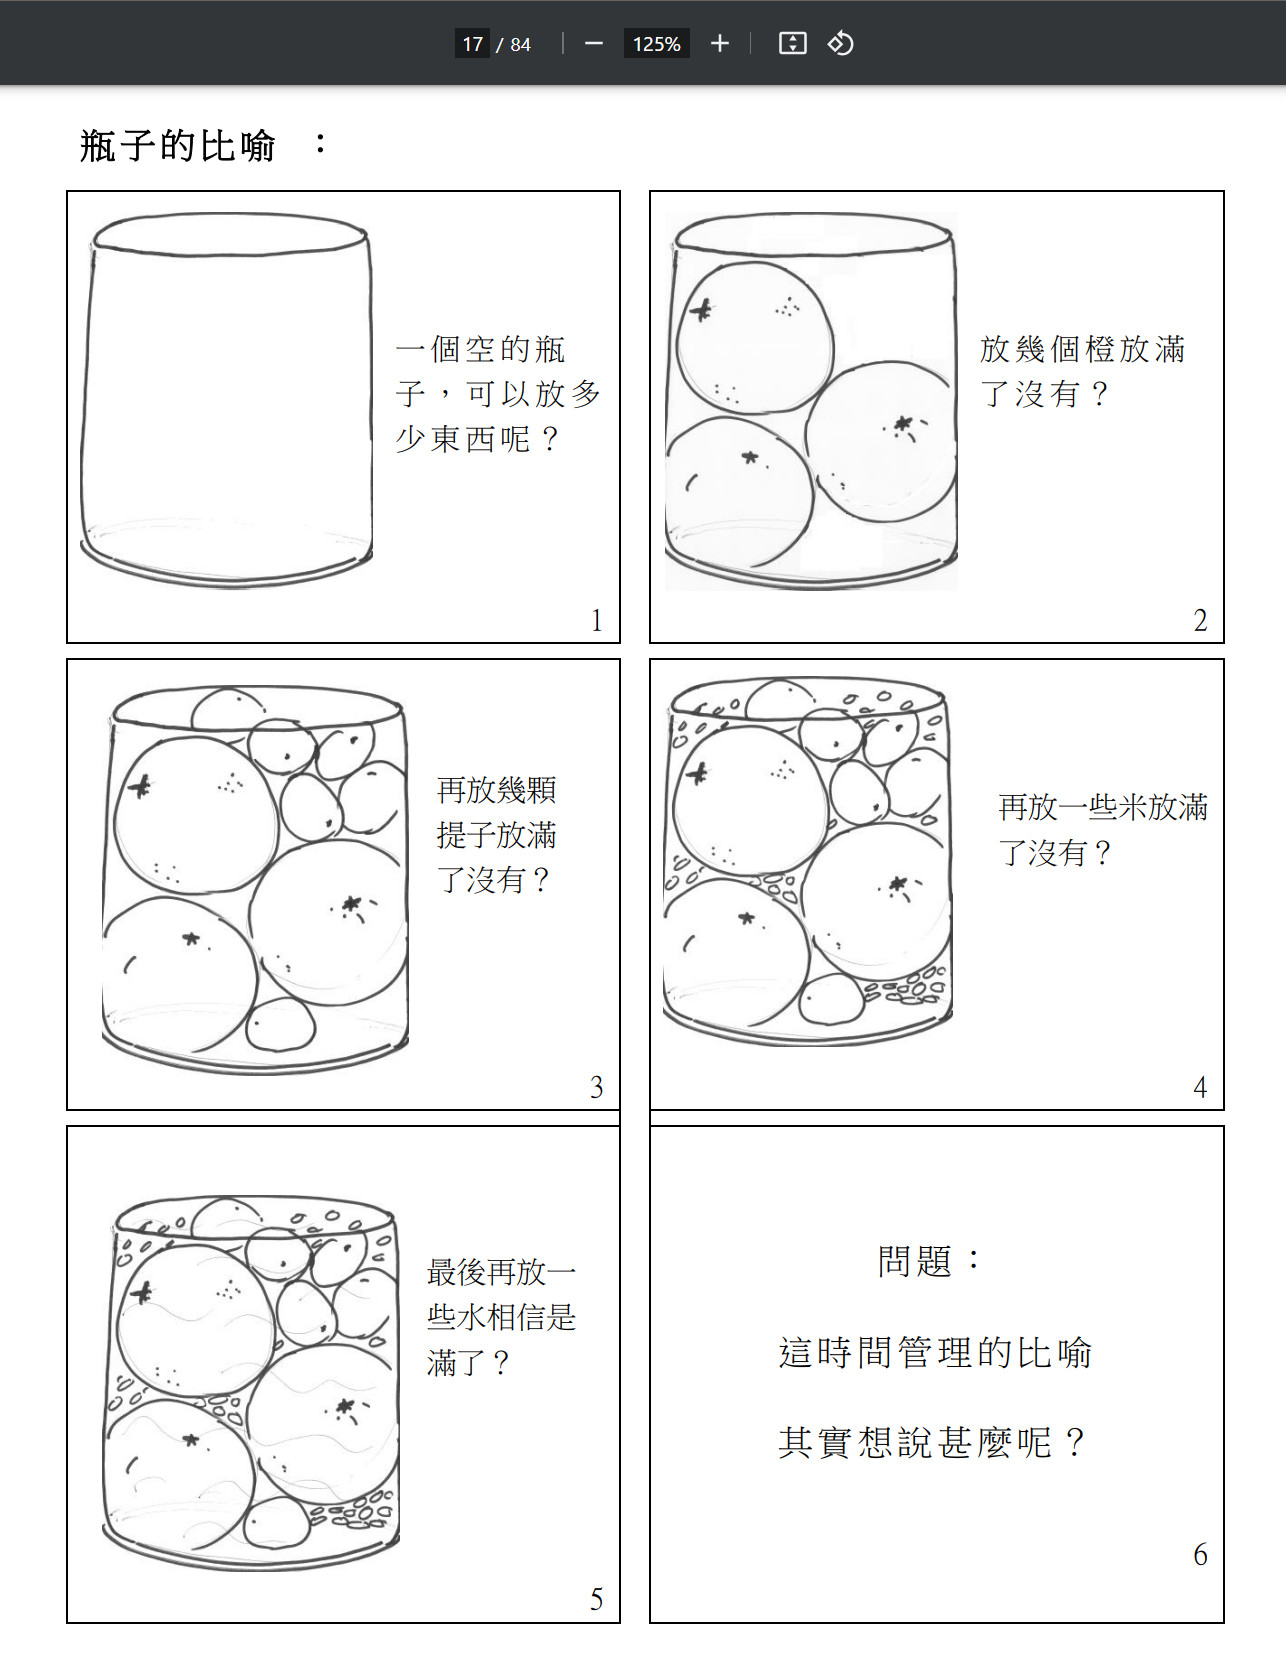 17 / 84
125%
瓶子的比喻 ：
一個空的瓶
子，可以放多
少東西呢？
1
放幾個橙放滿
了沒有？
2
再放幾顆
提子放滿
了沒有？
3
再放一些米放滿
了沒有？
4
最後再放一
些水相信是
滿了？
5
問題：
這時間管理的比喻
其實想說甚麼呢？
6